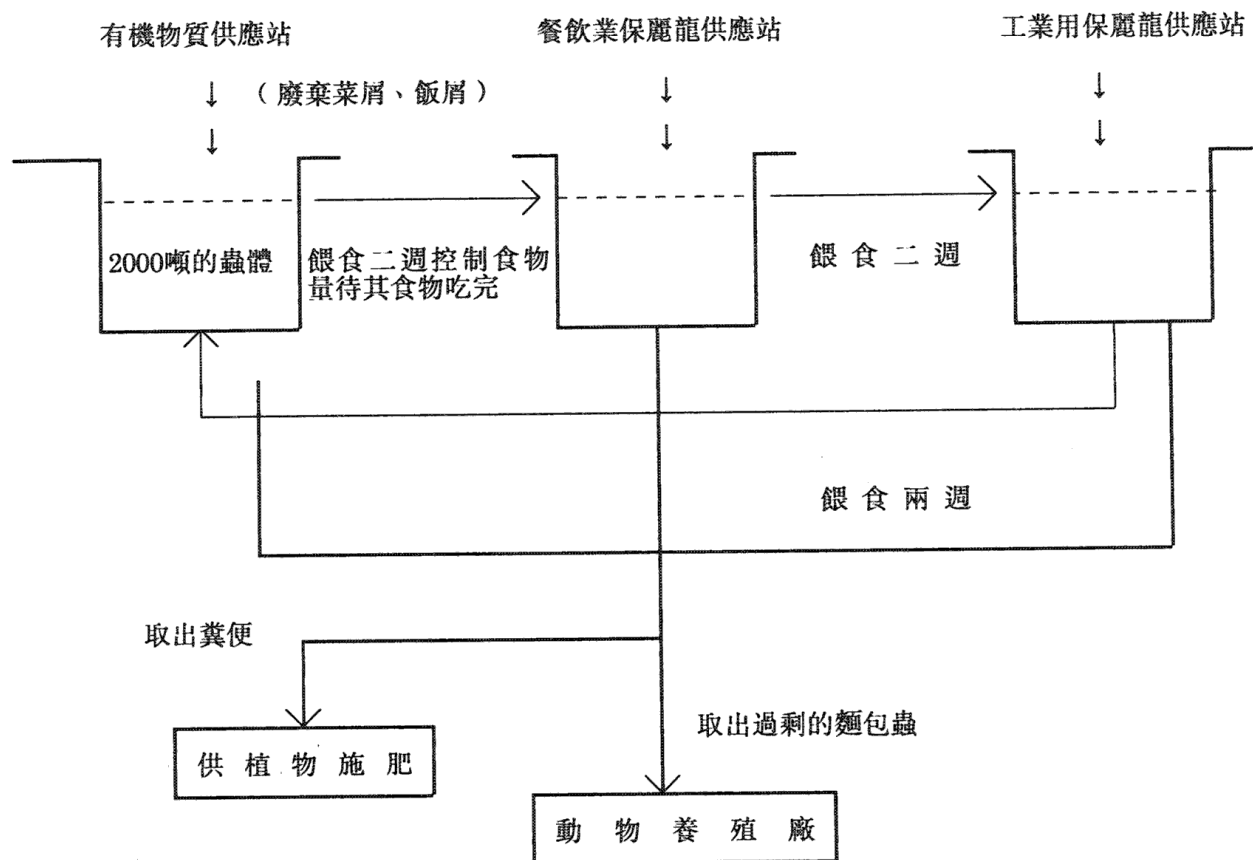 有機物質供應站
餐飲業保麗龍供應站
工業用保麗龍供應站
（廢棄菜屑、飯屑）
2000噸的蟲體
餵食二週控制食物
量待其食物吃完
餵食二週
餵食兩週
取出糞便
供植物施肥
取出過剩的麵包蟲
動物養殖廠